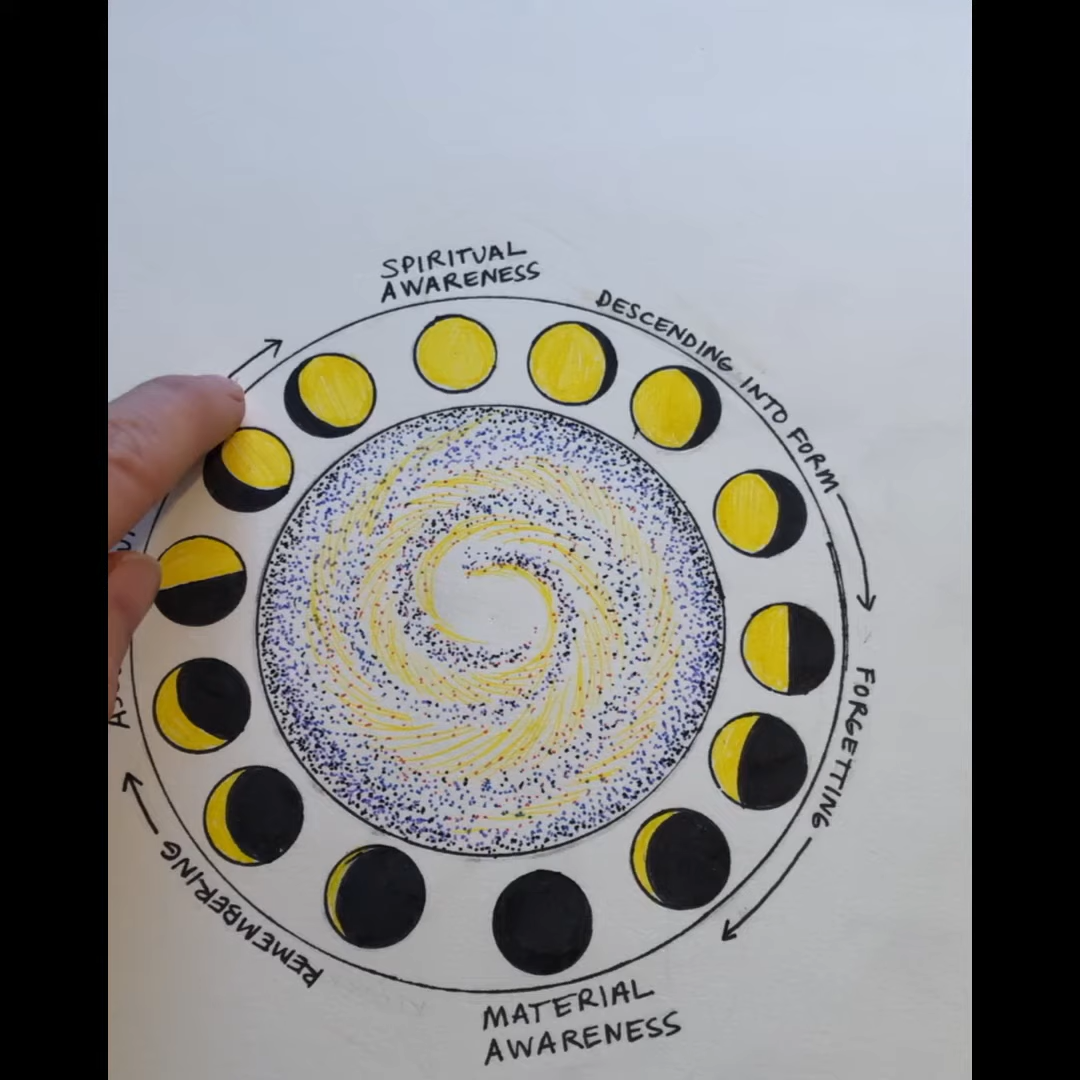 SPIRITUAL
AWARENESS
DESCENDING INTO FORM
FORGETTING
MATERIAL
AWARENESS
REMEMBERING